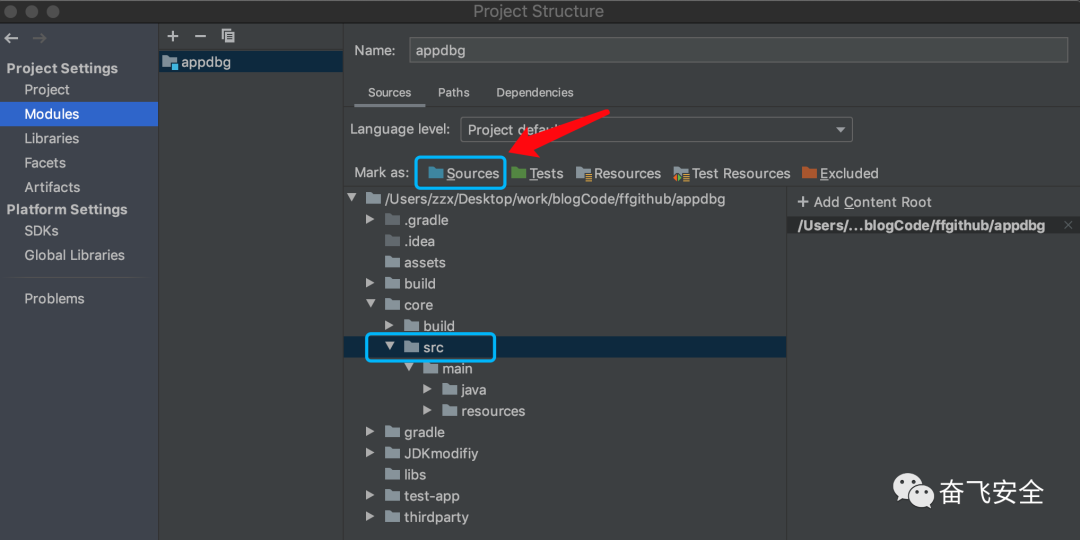 Project Structure
Project Settings
Project
Modules
Libraries
Facets
Artifacts
Platform Settings
SDKs
Global Libraries
Problems
appdbg
Name: appdbg
Sources Paths Dependencies
Language level: Project defau
Mark as: Sources Tests Resources Test Resources Excluded
/Users/zzx/Desktop/work/blogCode/ffgithub/appdbg
.gradle
.idea
assets
build
core
build
src
main
java
resources
gradle
JDKmodifiy
libs
test-app
thirdparty
+ Add Content Root
/Users/...blogCode/ffgithub/appdbg
奋飞安全